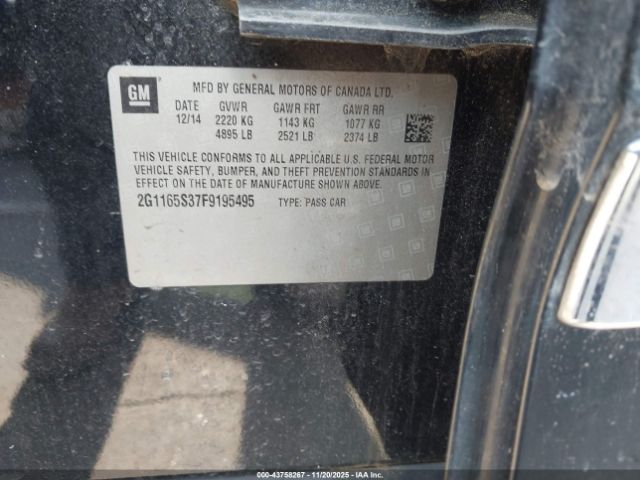 GM
MFD BY GENERAL MOTORS OF CANADA LTD.
DATE GVWR GAWR FRT GAWR RR
12/14 2220 KG 1143 KG 1077 KG
4895 LB 2521 LB 2374 LB
THIS VEHICLE CONFORMS TO ALL APPLICABLE U.S. FEDERAL MOTOR
VEHICLE SAFETY, BUMPER, AND THEFT PREVENTION STANDARDS IN
EFFECT ON THE DATE OF MANUFACTURE SHOWN ABOVE.
2G1165S37F9195495 TYPE: PASS CAR
Own: 43758267 - 11/20/2025 - IAA Inc.